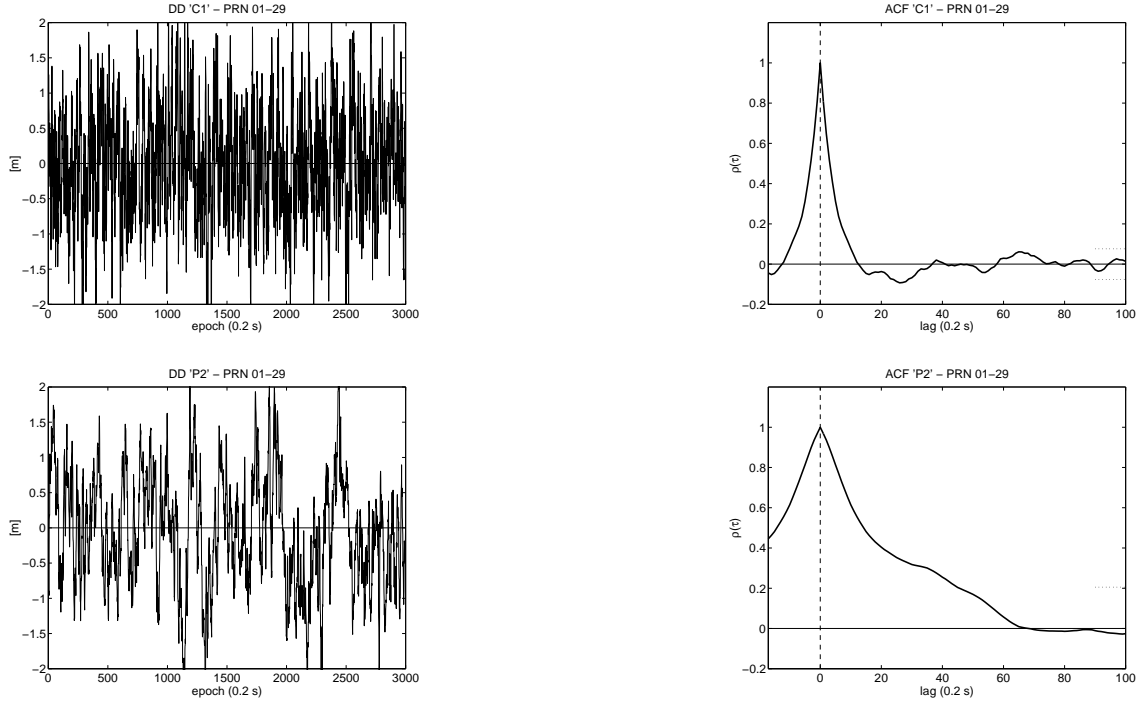 DD 'C1' − PRN 01−29
2
1.5
1
0.5
0
−0.5
−1
−1.5
−2
[m]
0 500 1000 1500 2000 2500 3000
epoch (0.2 s)
ACF 'C1' − PRN 01−29
1
0.8
0.6
0.4
0.2
0
−0.2
ρ(τ)
0 20 40 60 80 100
lag (0.2 s)
DD 'P2' − PRN 01−29
2
1.5
1
0.5
0
−0.5
−1
−1.5
−2
[m]
0 500 1000 1500 2000 2500 3000
epoch (0.2 s)
ACF 'P2' − PRN 01−29
1
0.8
0.6
0.4
0.2
0
−0.2
ρ(τ)
0 20 40 60 80 100
lag (0.2 s)